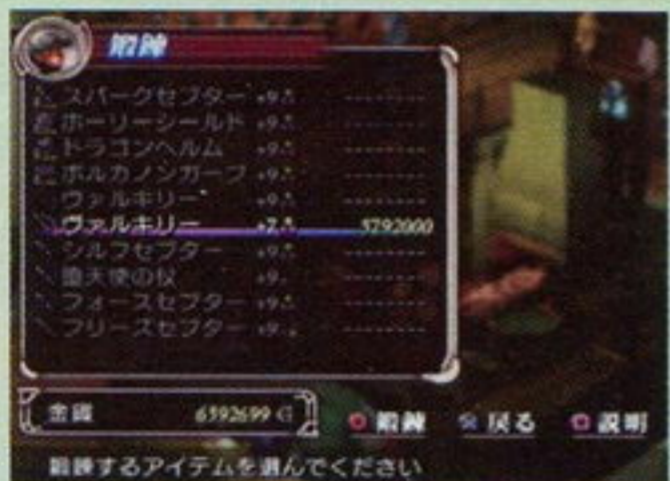 鍛錬
スパークセプター +9
ホーリーシールド +9
ドラゴンヘルム +9
ボルカノンガーブ +9
ヴァルキリー
ヴァルキリー +7 3792000
シルフセプター +9
堕天使の杖 +9
フォースセプター +9
フリーズセプター +9
金額 6392699 G
鍛錬 戻る 説明
鍛錬するアイテムを選んでください